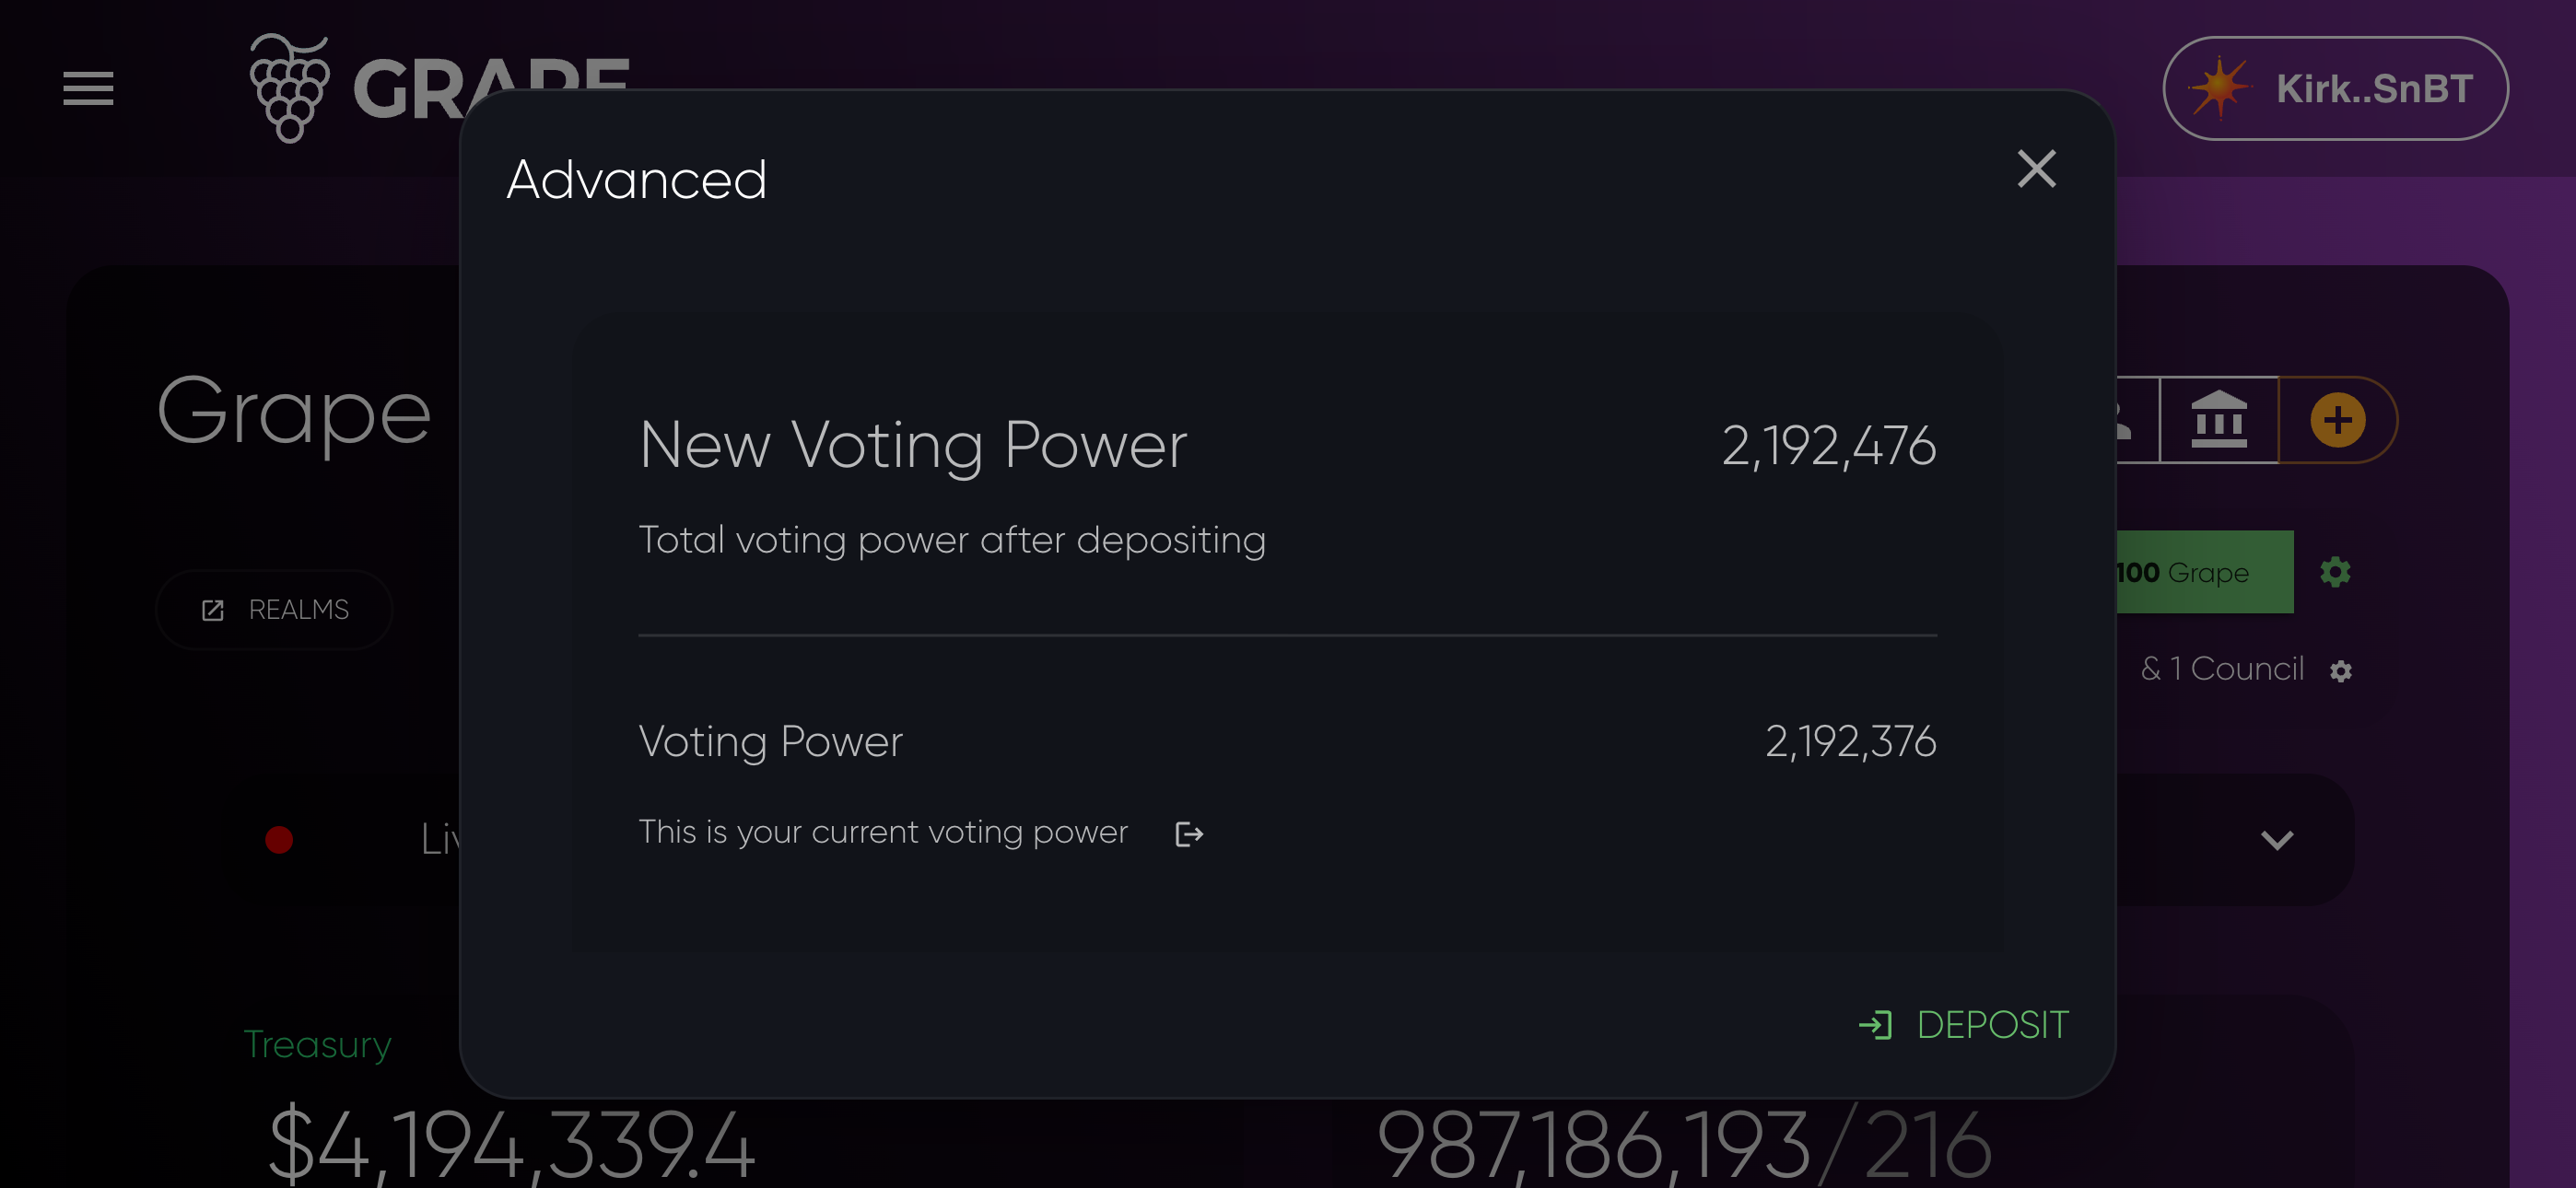 GRAPE
Kirk..SnBT
Advanced
Grape
New Voting Power
2,192,476
Total voting power after depositing
100 Grape
REALMS
& 1 Council
Voting Power
2,192,376
This is your current voting power
DEPOSIT
Treasury
$4,194,339.4
987,186,193/216